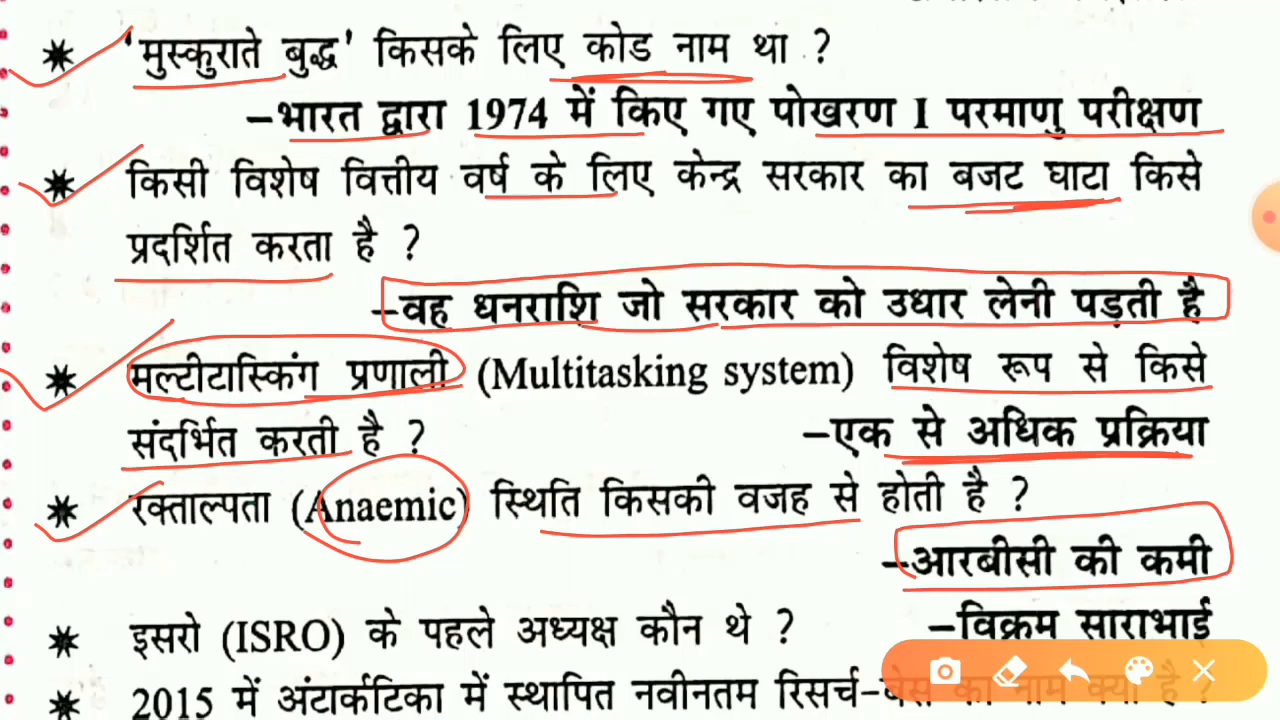 ✷ 'मुस्कुराते बुद्ध' किसके लिए कोड नाम था ?
–भारत द्वारा 1974 में किए गए पोखरण I परमाणु परीक्षण
✷ किसी विशेष वित्तीय वर्ष के लिए केन्द्र सरकार का बजट घाटा किसे
प्रदर्शित करता है ?
–वह धनराशि जो सरकार को उधार लेनी पड़ती है
✷ मल्टीटास्किंग प्रणाली (Multitasking system) विशेष रूप से किसे
संदर्भित करती है ? –एक से अधिक प्रक्रिया
✷ रक्ताल्पता (Anaemic) स्थिति किसकी वजह से होती है ?
–आरबीसी की कमी
✷ इसरो (ISRO) के पहले अध्यक्ष कौन थे ? –विक्रम साराभाई
✷ 2015 में अंटार्कटिका में स्थापित नवीनतम रिसर्च-बेस का नाम क्या है ?